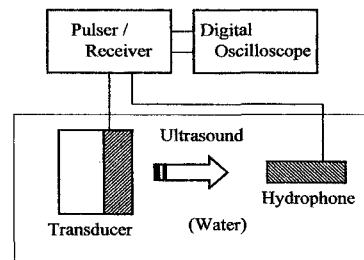 Pulser /
Receiver
Digital
Oscilloscope
Ultrasound
Hydrophone
(Water)
Transducer